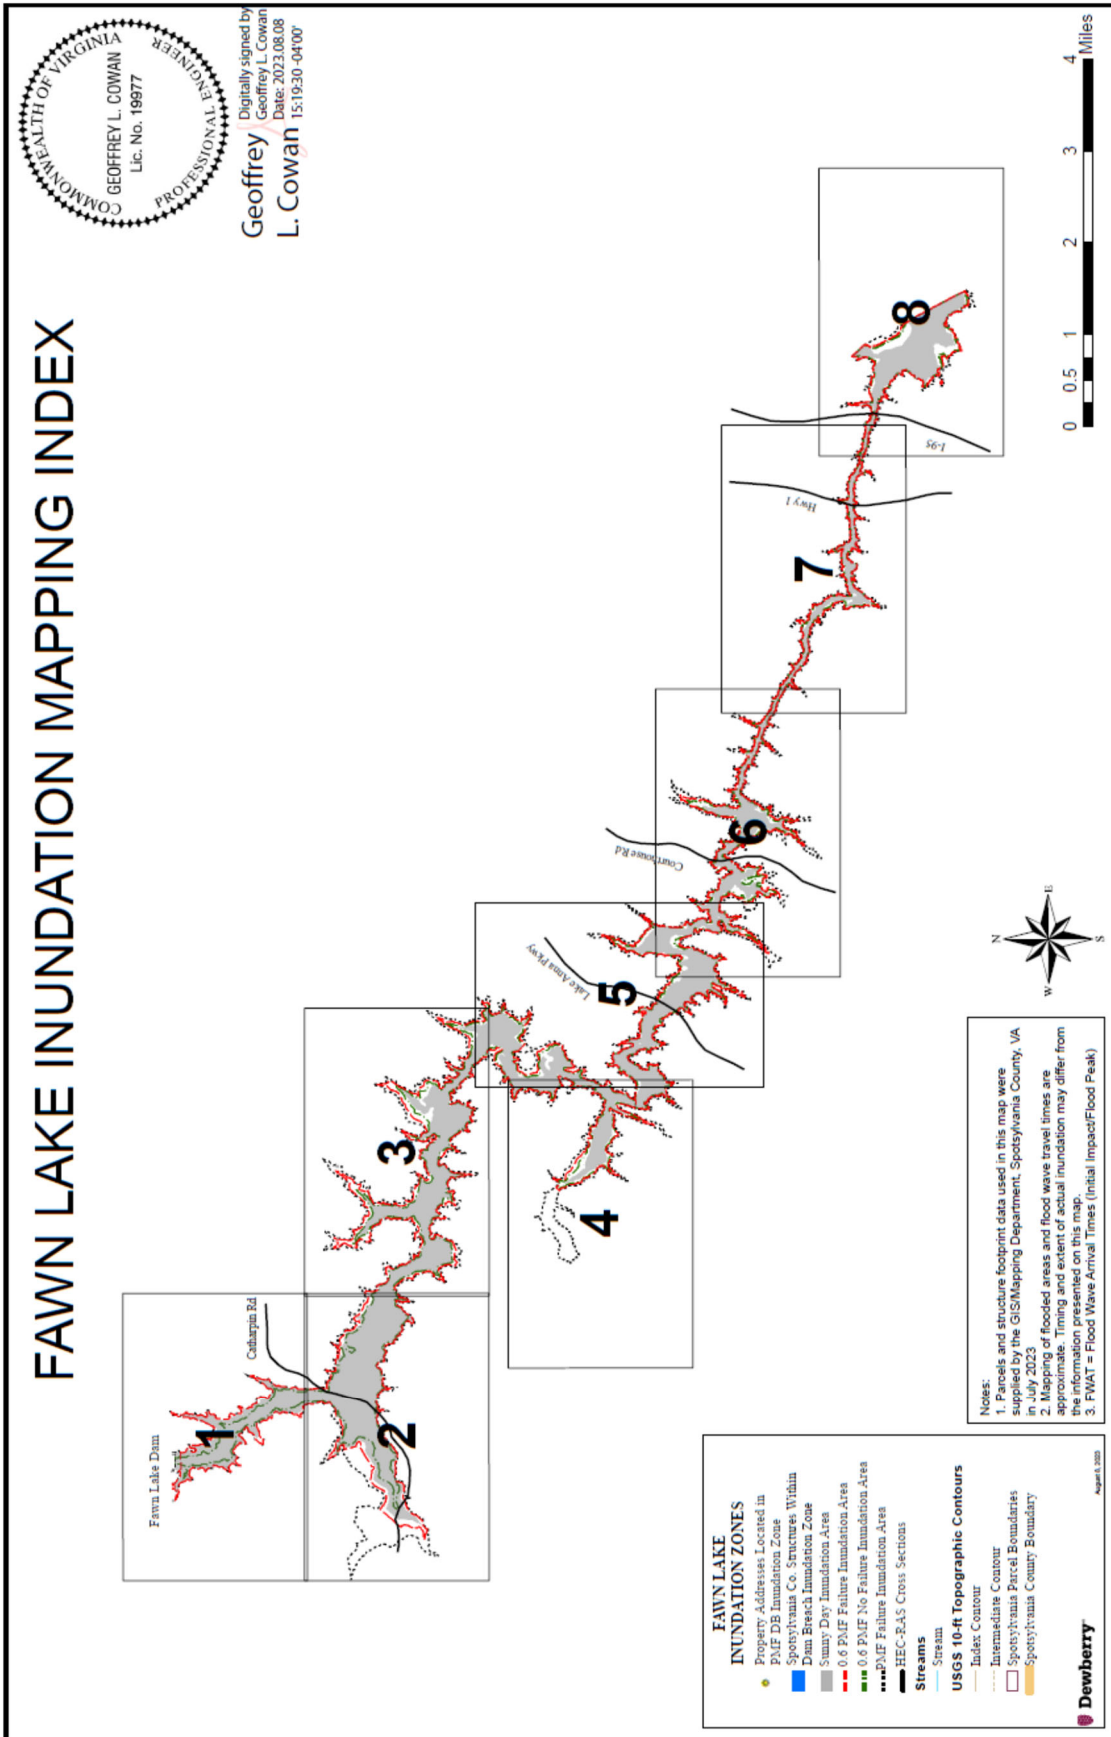 FAWN LAKE INUNDATION MAPPING INDEX
COMMONWEALTH OF VIRGINIA
GEOFFREY L. COWAN
Lic. No. 19977
PROFESSIONAL ENGINEER
Geoffrey
L. Cowan
Digitally signed by
Geoffrey L. Cowan
Date: 2023.08.08
15:19:30 -04'00'
Fawn Lake Dam
1
Catharpin Rd
2
3
4
Lake Anna Pkwy
5
Courthouse Rd
6
7
Hwy 1
I-95
8
FAWN LAKE
INUNDATION ZONES
Property Addresses Located in
PMF DB Inundation Zone
Spotsylvania Co. Structures Within
Dam Breach Inundation Zone
Sunny Day Inundation Area
0.6 PMF Failure Inundation Area
0.6 PMF No Failure Inundation Area
PMF Failure Inundation Area
HEC-RAS Cross Sections
Streams
Stream
USGS 10-ft Topographic Contours
Index Contour
Intermediate Contour
Spotsylvania Parcel Boundaries
Spotsylvania County Boundary
Dewberry
August 8, 2023
Notes:
1. Parcels and structure footprint data used in this map were
supplied by the GIS/Mapping Department, Spotsylvania County, VA
in July 2023
2. Mapping of flooded areas and flood wave travel times are
approximate. Timing and extent of actual inundation may differ from
the information presented on this map.
3. FWAT = Flood Wave Arrival Times (Initial Impact/Flood Peak)
N
W
E
S
0 0.5 1 2 3 4
Miles